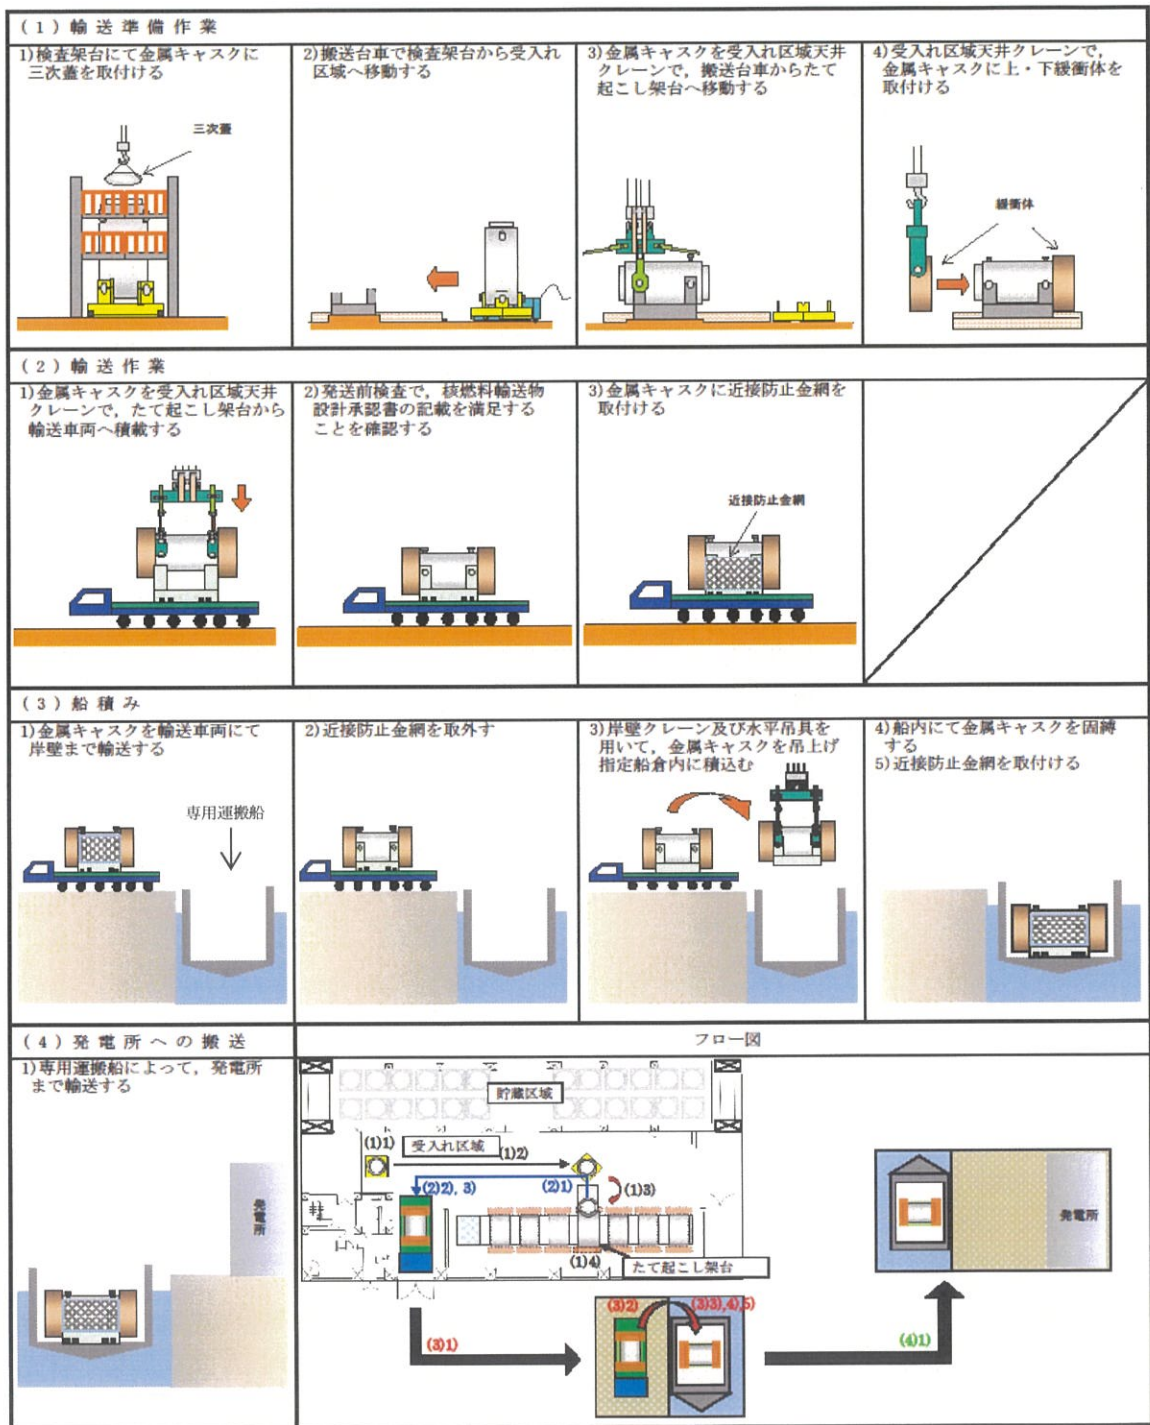 (1)輸送準備作業
1)検査架台にて金属キャスクに
三次蓋を取付ける
三次蓋
2)搬送台車で検査架台から受入れ
区域へ移動する
3)金属キャスクを受入れ区域天井
クレーンで，搬送台車からたて
起こし架台へ移動する
4)受入れ区域天井クレーンで，
金属キャスクに上・下緩衝体を
取付ける
緩衝体
(2)輸送作業
1)金属キャスクを受入れ区域天井
クレーンで，たて起こし架台から
輸送車両へ積載する
2)発送前検査で，核燃料輸送物
設計承認書の記載を満足する
ことを確認する
3)金属キャスクに近接防止金網を
取付ける
近接防止金網
(3)船積み
1)金属キャスクを輸送車両にて
岸壁まで輸送する
専用運搬船
2)近接防止金網を取外す
3)岸壁クレーン及び水平吊具を
用いて，金属キャスクを吊上げ
指定船倉内に積込む
4)船内にて金属キャスクを固縛
する
5)近接防止金網を取付ける
(4)発電所への搬送
1)専用運搬船によって，発電所
まで輸送する
発電所
フロー図
貯蔵区域
(1)1)
受入れ区域
(1)2)
(2)2), 3)
(2)1)
(1)3)
(1)4)
たて起こし架台
(3)1)
(3)2)
(3)3),4),5)
(4)1)
発電所